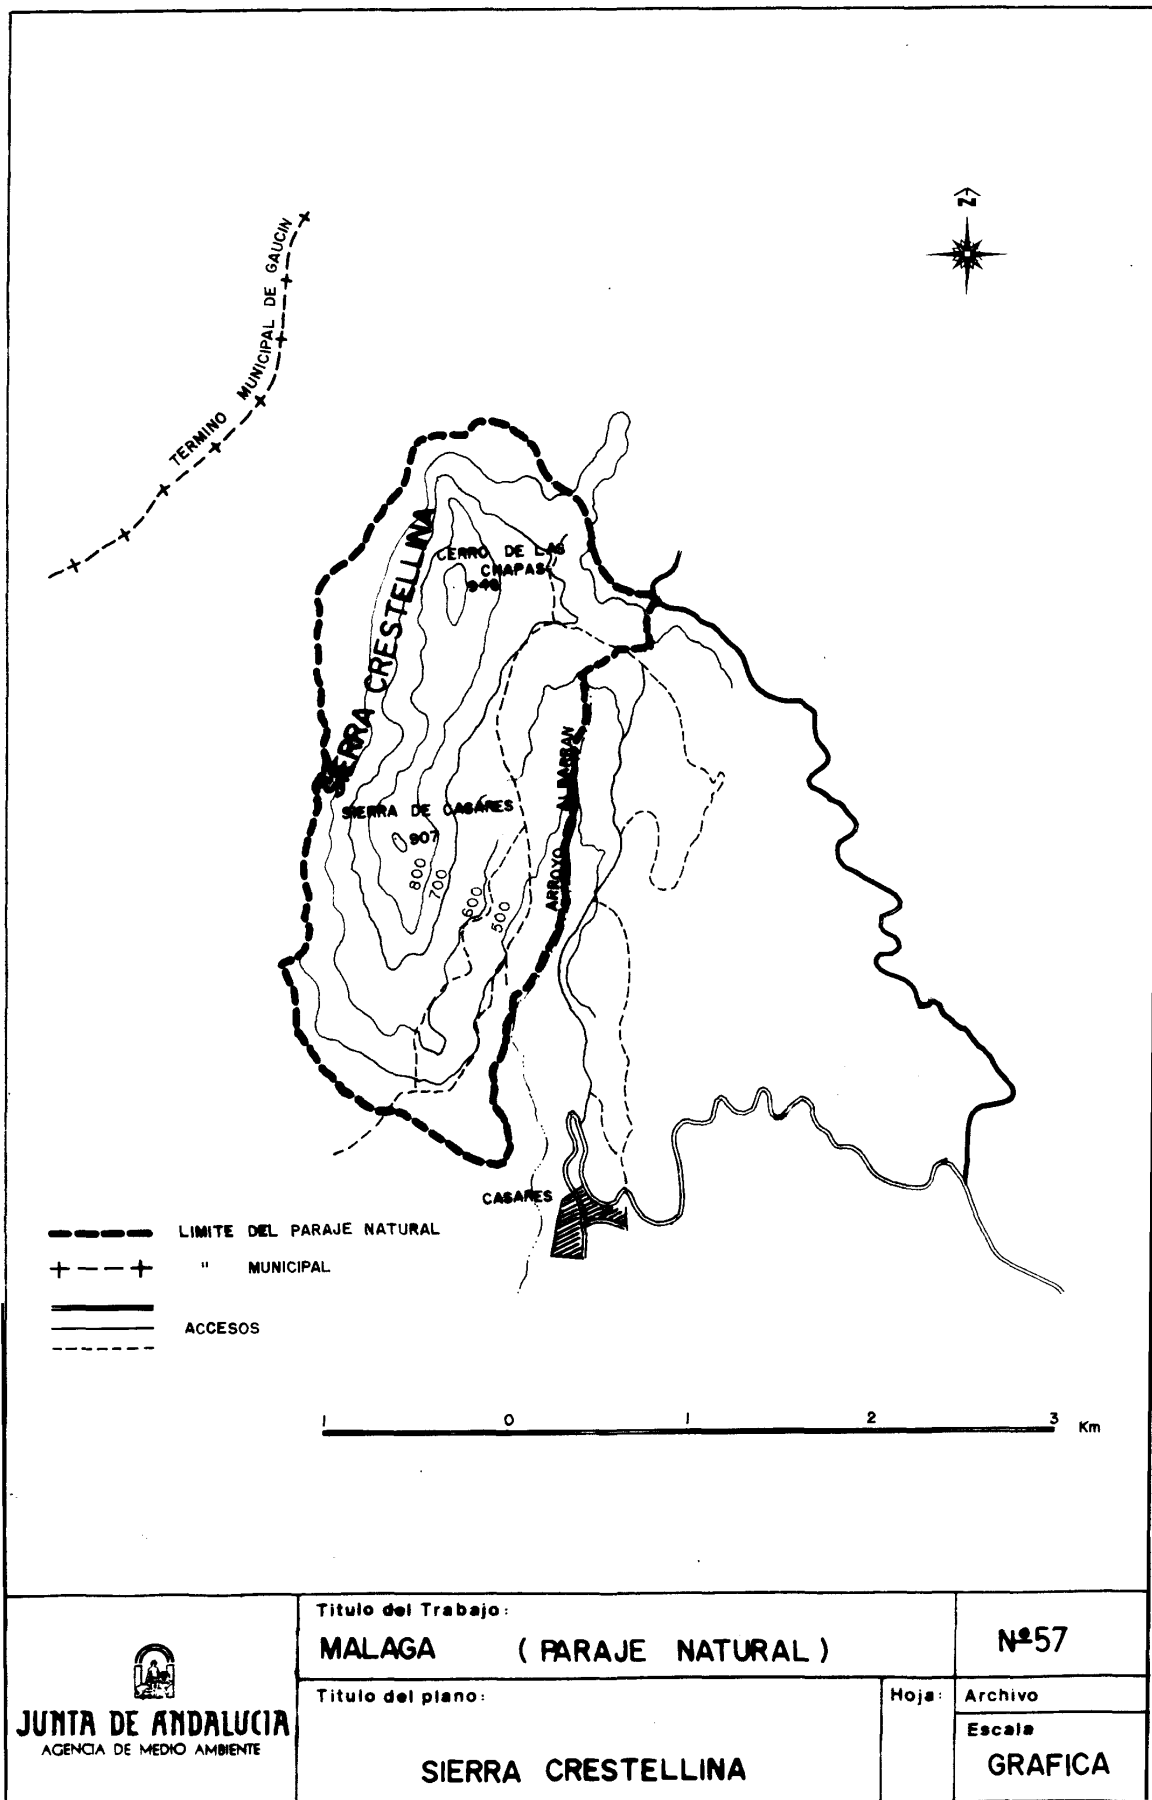 N
TERMINO MUNICIPAL DE GAUCIN
SIERRA CRESTELLINA
CERRO DE LAS
CHAPAS
946
ARROYO ALBARRAN
SIERRA DE CASARES
907
800
700
600
500
CASARES
LIMITE DEL PARAJE NATURAL
" MUNICIPAL
ACCESOS
1 0 1 2 3 Km
Titulo del Trabajo:
MALAGA (PARAJE NATURAL)
Nº57
JUNTA DE ANDALUCIA
AGENCIA DE MEDIO AMBIENTE
Titulo del plano:
SIERRA CRESTELLINA
Hoja:
Archivo
Escala
GRAFICA